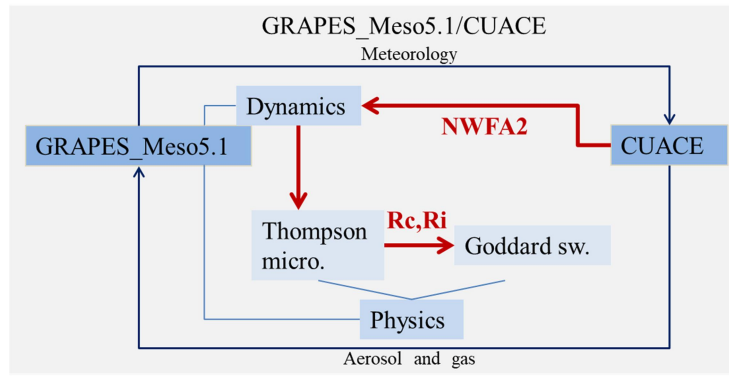 GRAPES_Meso5.1/CUACE
Meteorology
Dynamics
NWFA2
GRAPES_Meso5.1
CUACE
Rc,Ri
Thompson
micro.
Goddard sw.
Physics
Aerosol and gas